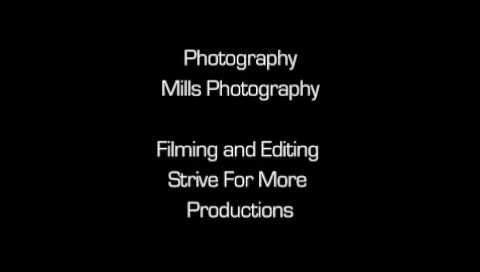 Photography
Mills Photography
Filming and Editing
Strive For More
Productions